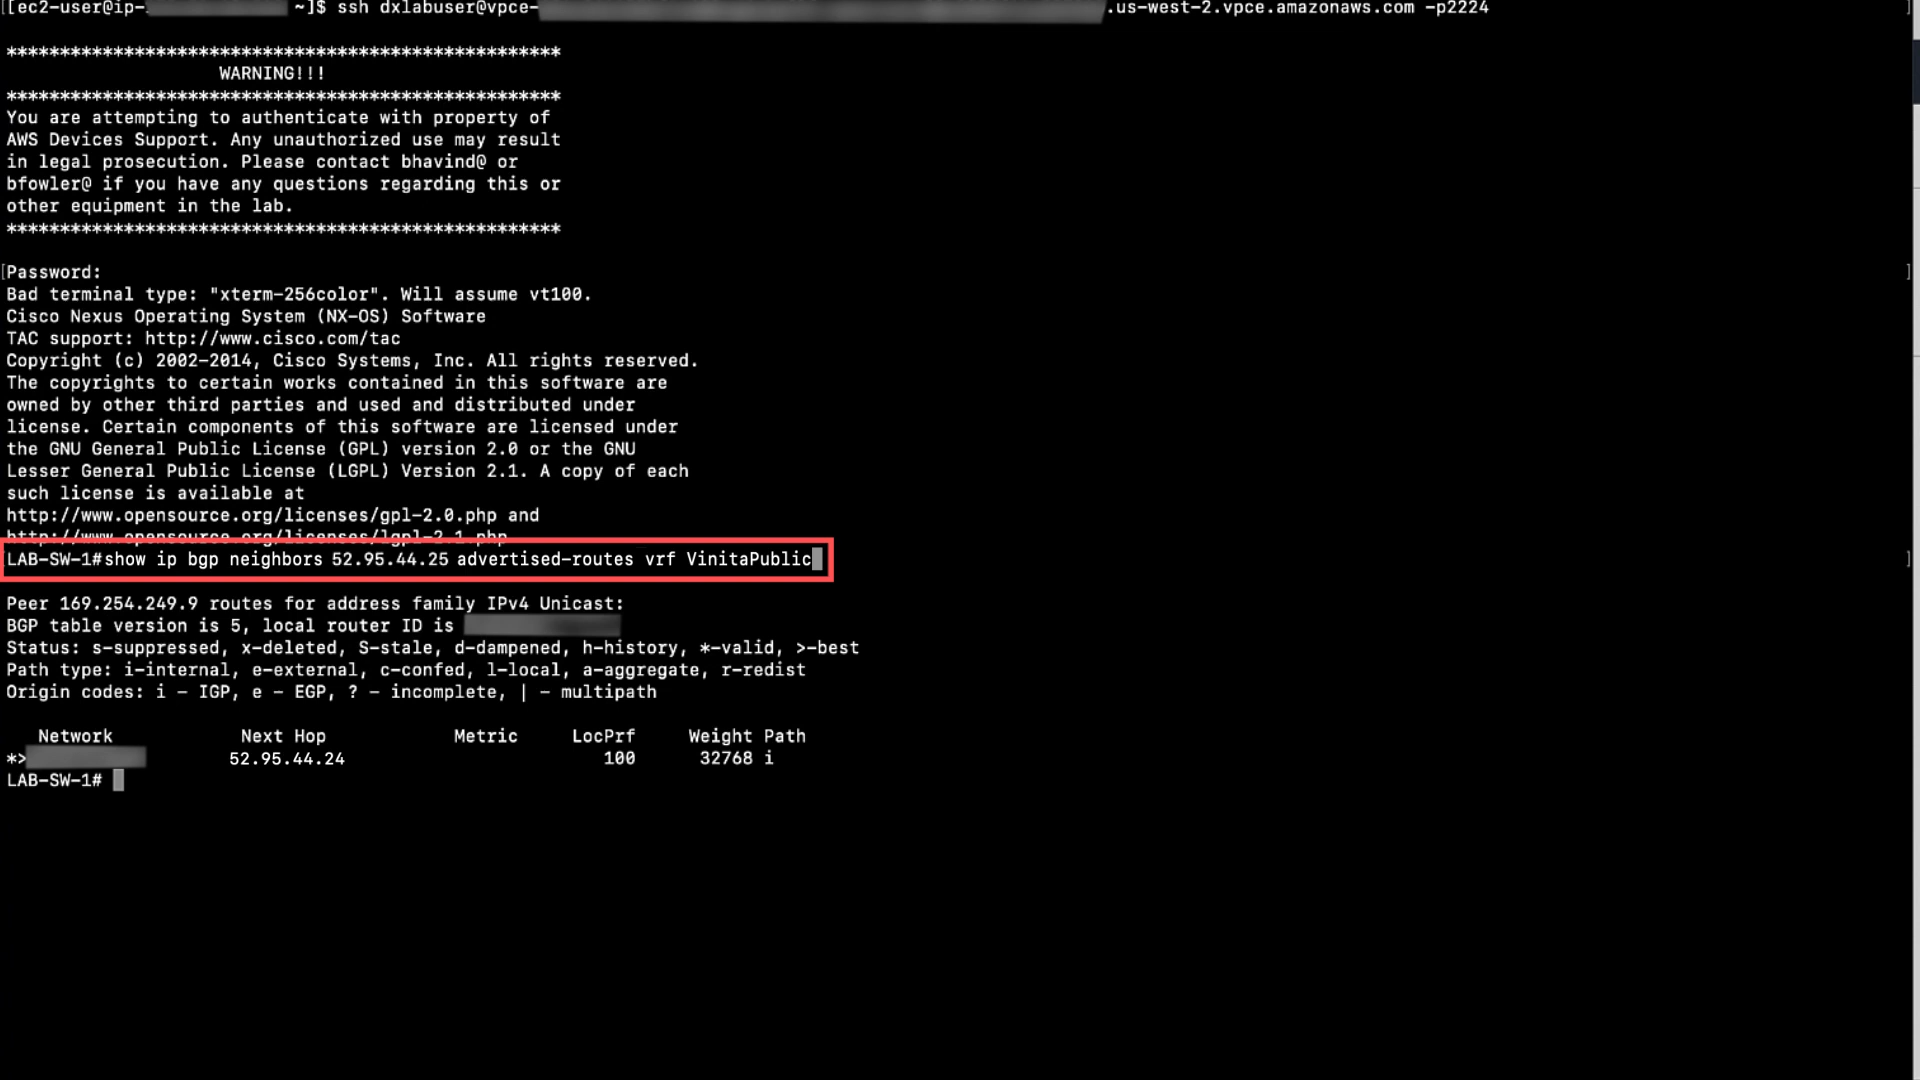 [[ec2-user@ip- ~]$ ssh dxlabuser@vpce- .us-west-2.vpce.amazonaws.com -p2224 ]
****************************************************
WARNING!!!
****************************************************
You are attempting to authenticate with property of
AWS Devices Support. Any unauthorized use may result
in legal prosecution. Please contact bhavind@ or
bfowler@ if you have any questions regarding this or
other equipment in the lab.
****************************************************
[Password: ]
Bad terminal type: "xterm-256color". Will assume vt100.
Cisco Nexus Operating System (NX-OS) Software
TAC support: http://www.cisco.com/tac
Copyright (c) 2002-2014, Cisco Systems, Inc. All rights reserved.
The copyrights to certain works contained in this software are
owned by other third parties and used and distributed under
license. Certain components of this software are licensed under
the GNU General Public License (GPL) version 2.0 or the GNU
Lesser General Public License (LGPL) Version 2.1. A copy of each
such license is available at
http://www.opensource.org/licenses/gpl-2.0.php and
http://www.opensource.org/licenses/lgpl-2.1.php
LAB-SW-1#show ip bgp neighbors 52.95.44.25 advertised-routes vrf VinitaPublic ]
Peer 169.254.249.9 routes for address family IPv4 Unicast:
BGP table version is 5, local router ID is
Status: s-suppressed, x-deleted, S-stale, d-dampened, h-history, *-valid, >-best
Path type: i-internal, e-external, c-confed, l-local, a-aggregate, r-redist
Origin codes: i - IGP, e - EGP, ? - incomplete, | - multipath
Network Next Hop Metric LocPrf Weight Path
*> 52.95.44.24 100 32768 i
LAB-SW-1#